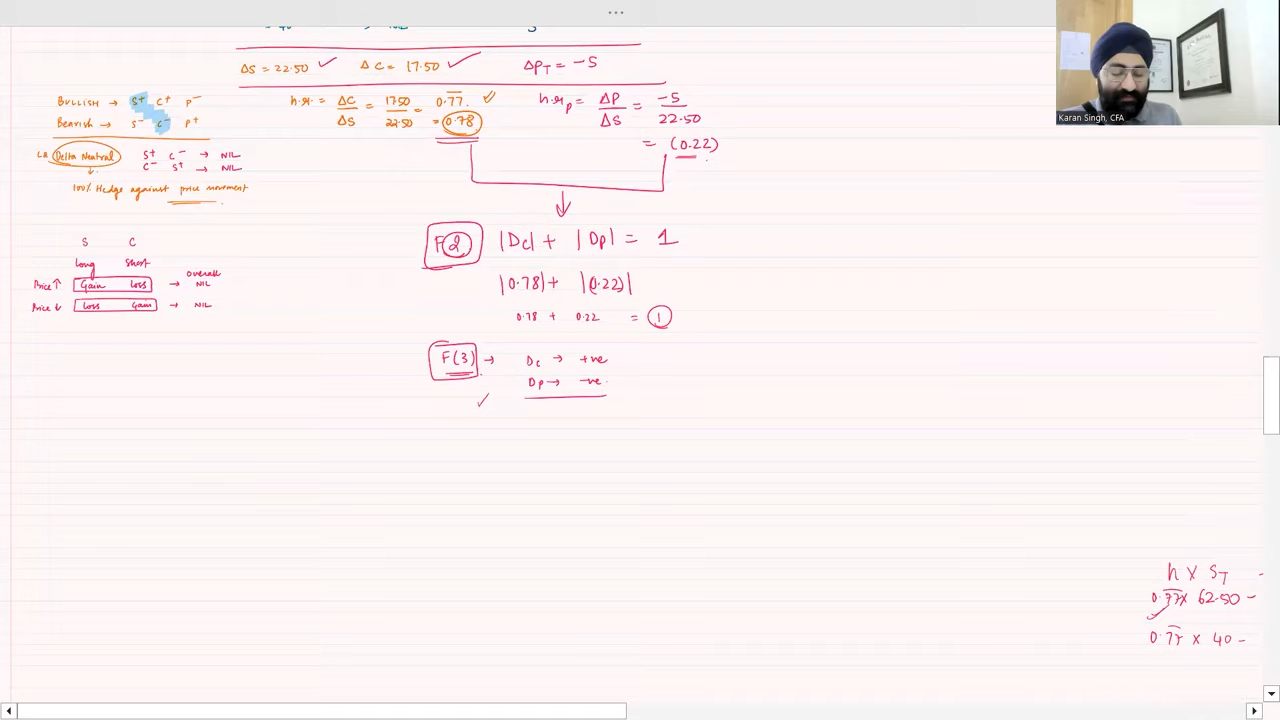 ΔS = 22.50 ✓ ΔC = 17.50 ✓ ΔP_T = -5
BULLISH → S+ C+ P-
Bearish → S- C- P+
Delta Neutral S+ C- → NIL
C- S+ → NIL
100% Hedge against price movement
h.r. = ΔC/ΔS = 17.50/22.50 = 0.77.
= 0.78
h.r._P = ΔP/ΔS = -5/22.50
= (0.22)
S C
Long Short
Overall
Price ↑ Gain Loss → NIL
Price ↓ Loss Gain → NIL
F2 |Dc| + |Dp| = 1
|0.78| + |(0.22)|
0.78 + 0.22 = 1
F(3) → Dc → +ve
Dp → -ve
✓
h x S_T -
0.77 x 62.50 -
0.77 x 40 -
Karan Singh, CFA